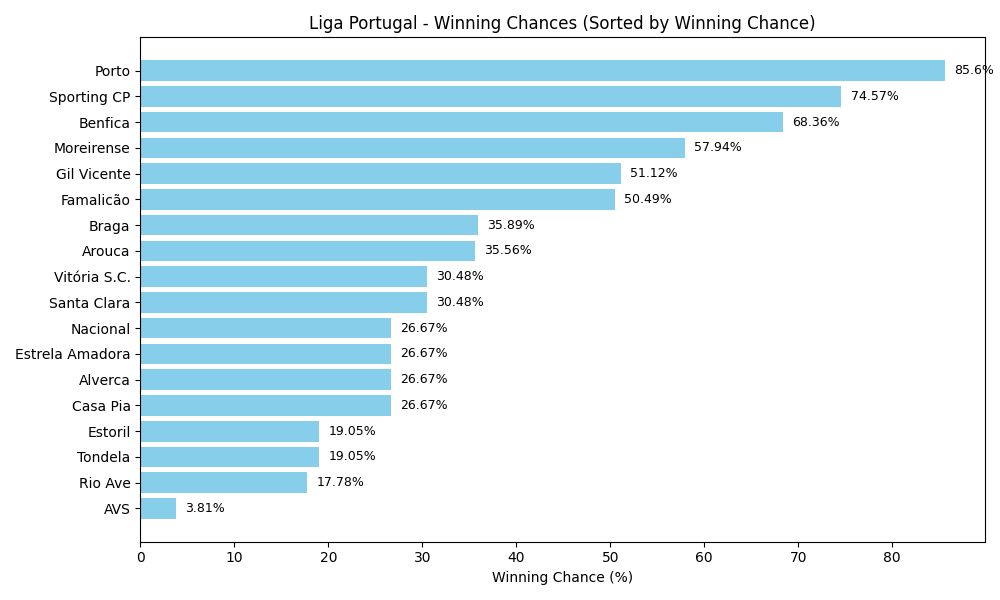 Liga Portugal - Winning Chances (Sorted by Winning Chance)
Porto 85.6%
Sporting CP 74.57%
Benfica 68.36%
Moreirense 57.94%
Gil Vicente 51.12%
Famalicão 50.49%
Braga 35.89%
Arouca 35.56%
Vitória S.C. 30.48%
Santa Clara 30.48%
Nacional 26.67%
Estrela Amadora 26.67%
Alverca 26.67%
Casa Pia 26.67%
Estoril 19.05%
Tondela 19.05%
Rio Ave 17.78%
AVS 3.81%
0 10 20 30 40 50 60 70 80
Winning Chance (%)